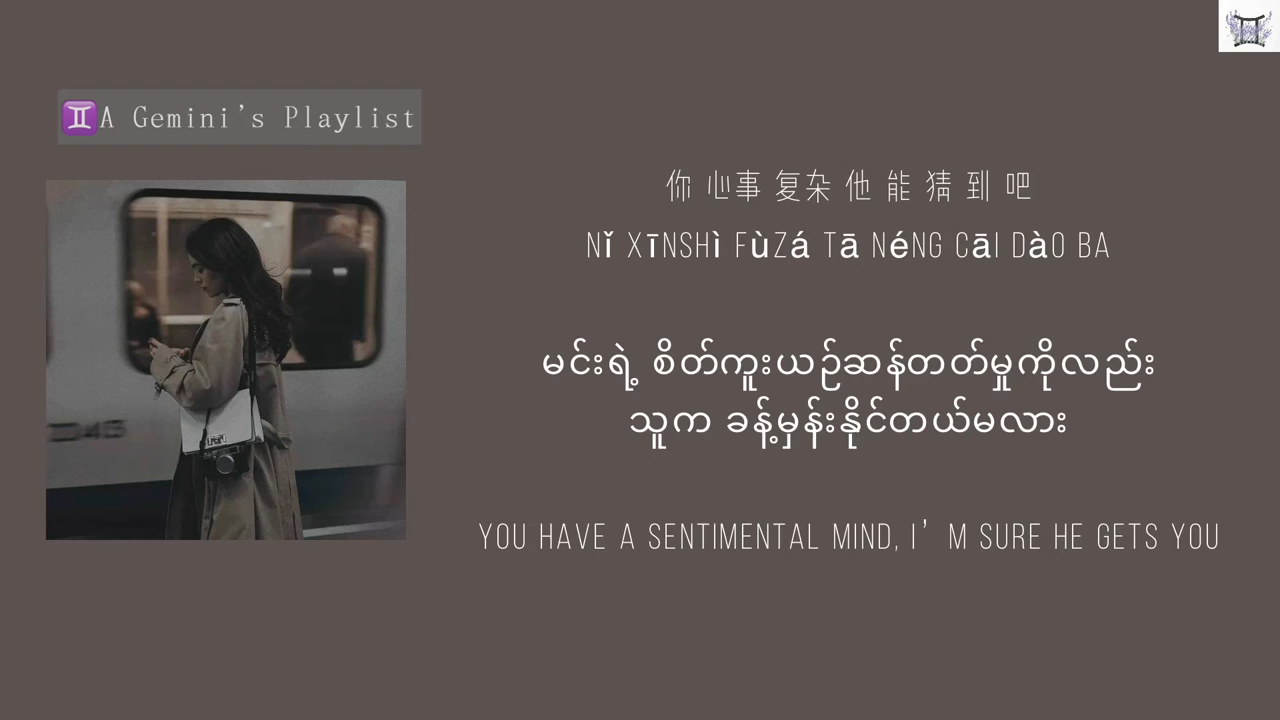 ♊A Gemini's Playlist
你 心事 复杂 他 能 猜 到 吧
Nǐ XīNSHì FùZá Tā NéNG CāI DàO BA
မင်းရဲ့ စိတ်ကူးယဉ်ဆန်တတ်မှုကိုလည်း
သူက ခန့်မှန်းနိုင်တယ်မလား
YOU HAVE A SENTIMENTAL MIND, I’M SURE HE GETS YOU